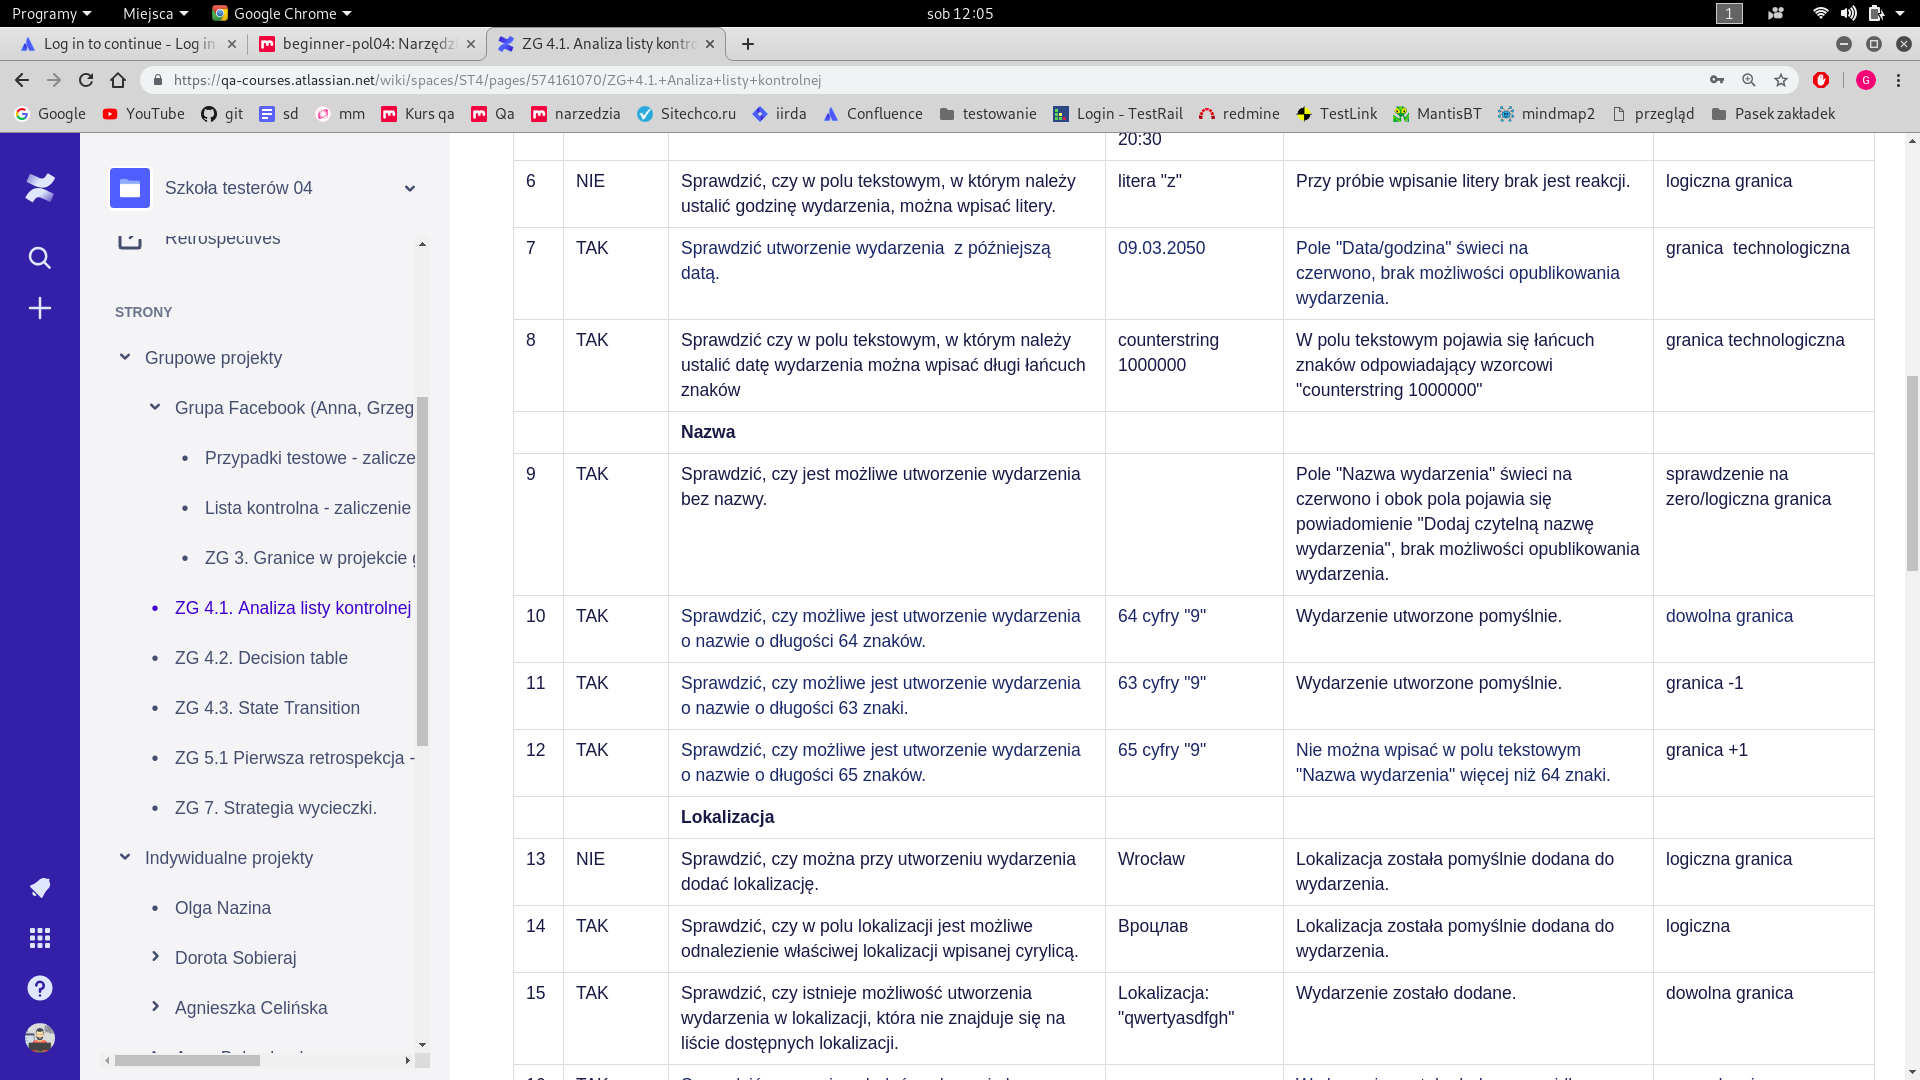 Programy Miejsca Google Chrome sob 12:05 1
Log in to continue - Log in beginner-pol04: Narzędzi ZG 4.1. Analiza listy kontro
https://qa-courses.atlassian.net/wiki/spaces/ST4/pages/574161070/ZG+4.1.+Analiza+listy+kontrolnej G
Google YouTube git sd mm Kurs qa Qa narzedzia Sitechco.ru iirda Confluence testowanie Login - TestRail redmine TestLink MantisBT mindmap2 przegląd Pasek zakładek
Szkoła testerów 04
Retrospectives
STRONY
Grupowe projekty
Grupa Facebook (Anna, Grzeg
Przypadki testowe - zalicze
Lista kontrolna - zaliczenie
ZG 3. Granice w projekcie g
ZG 4.1. Analiza listy kontrolnej
ZG 4.2. Decision table
ZG 4.3. State Transition
ZG 5.1 Pierwsza retrospekcja -
ZG 7. Strategia wycieczki.
Indywidualne projekty
Olga Nazina
Dorota Sobieraj
Agnieszka Celińska
20:30
6 NIE Sprawdzić, czy w polu tekstowym, w którym należy litera "z" Przy próbie wpisanie litery brak jest reakcji. logiczna granica
ustalić godzinę wydarzenia, można wpisać litery.
7 TAK Sprawdzić utworzenie wydarzenia  z późniejszą 09.03.2050 Pole "Data/godzina" świeci na granica  technologiczna
datą. czerwono, brak możliwości opublikowania
wydarzenia.
8 TAK Sprawdzić czy w polu tekstowym, w którym należy counterstring W polu tekstowym pojawia się łańcuch granica technologiczna
ustalić datę wydarzenia można wpisać długi łańcuch 1000000 znaków odpowiadający wzorcowi
znaków "counterstring 1000000"
Nazwa
9 TAK Sprawdzić, czy jest możliwe utworzenie wydarzenia Pole "Nazwa wydarzenia" świeci na sprawdzenie na
bez nazwy. czerwono i obok pola pojawia się zero/logiczna granica
powiadomienie "Dodaj czytelną nazwę
wydarzenia", brak możliwości opublikowania
wydarzenia.
10 TAK Sprawdzić, czy możliwe jest utworzenie wydarzenia 64 cyfry "9" Wydarzenie utworzone pomyślnie. dowolna granica
o nazwie o długości 64 znaków.
11 TAK Sprawdzić, czy możliwe jest utworzenie wydarzenia 63 cyfry "9" Wydarzenie utworzone pomyślnie. granica -1
o nazwie o długości 63 znaki.
12 TAK Sprawdzić, czy możliwe jest utworzenie wydarzenia 65 cyfry "9" Nie można wpisać w polu tekstowym granica +1
o nazwie o długości 65 znaków. "Nazwa wydarzenia" więcej niż 64 znaki.
Lokalizacja
13 NIE Sprawdzić, czy można przy utworzeniu wydarzenia Wrocław Lokalizacja została pomyślnie dodana do logiczna granica
dodać lokalizację. wydarzenia.
14 TAK Sprawdzić, czy w polu lokalizacji jest możliwe Вроцлав Lokalizacja została pomyślnie dodana do logiczna
odnalezienie właściwej lokalizacji wpisanej cyrylicą. wydarzenia.
15 TAK Sprawdzić, czy istnieje możliwość utworzenia Lokalizacja: Wydarzenie zostało dodane. dowolna granica
wydarzenia w lokalizacji, która nie znajduje się na "qwertyasdfgh"
liście dostępnych lokalizacji.